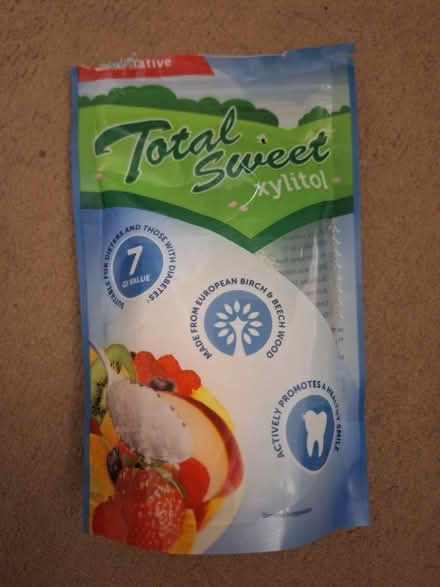 native
Total
Sweet
xylitol
SUITABLE FOR DIETERS AND THOSE WITH DIABETES
7
GI VALUE
MADE FROM EUROPEAN BIRCH & BEECH WOOD
ACTIVELY PROMOTES A HEALTHY SMILE